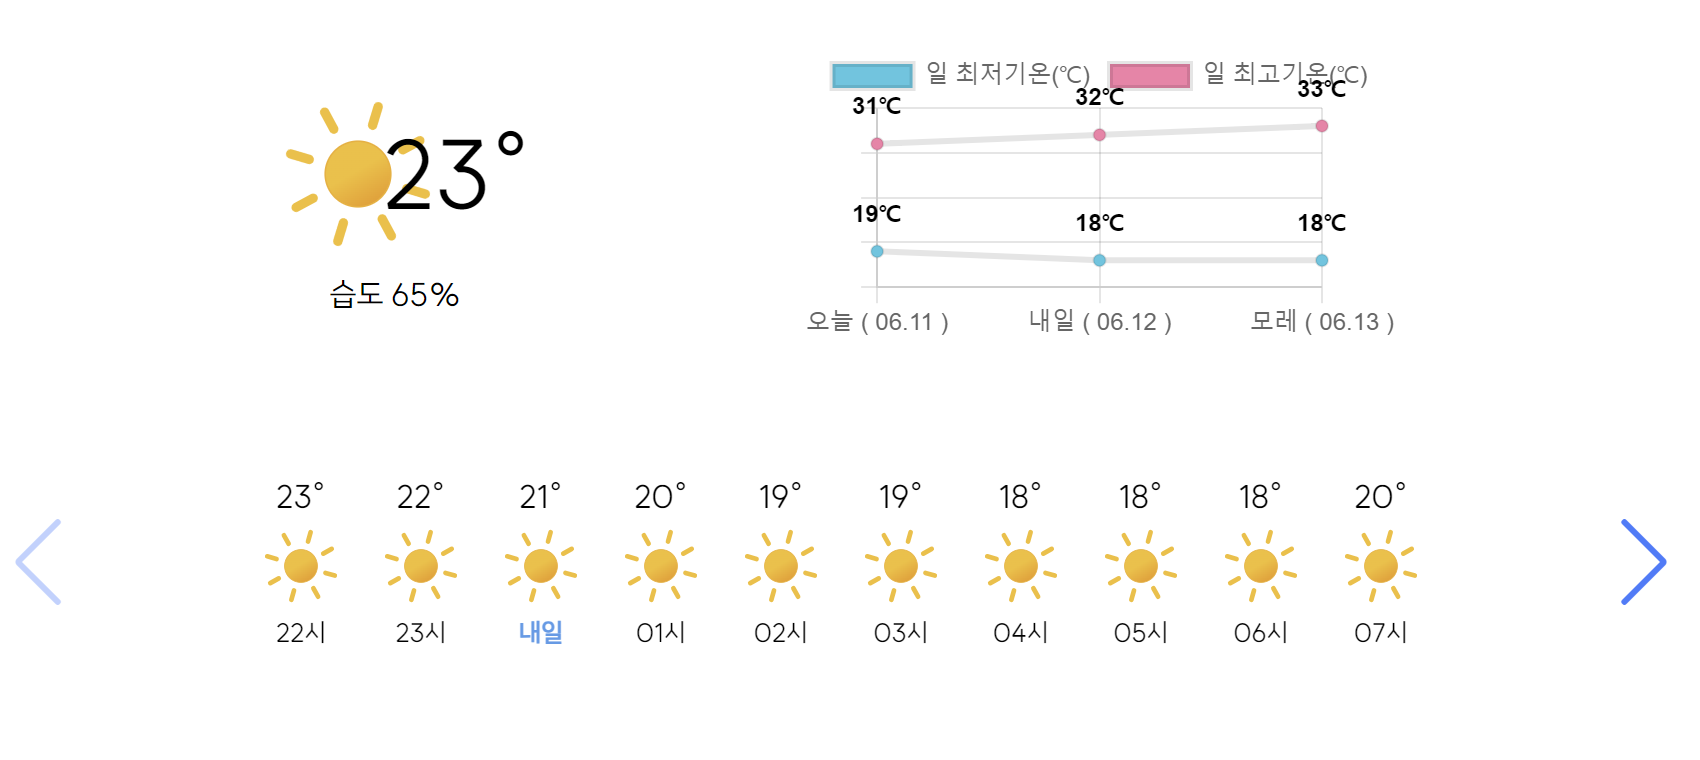 23°
습도 65%
일 최저기온(℃) 일 최고기온(℃)
31℃ 32℃ 33℃
19℃ 18℃ 18℃
오늘 ( 06.11 ) 내일 ( 06.12 ) 모레 ( 06.13 )
23° 22° 21° 20° 19° 19° 18° 18° 18° 20°
22시 23시 내일 01시 02시 03시 04시 05시 06시 07시